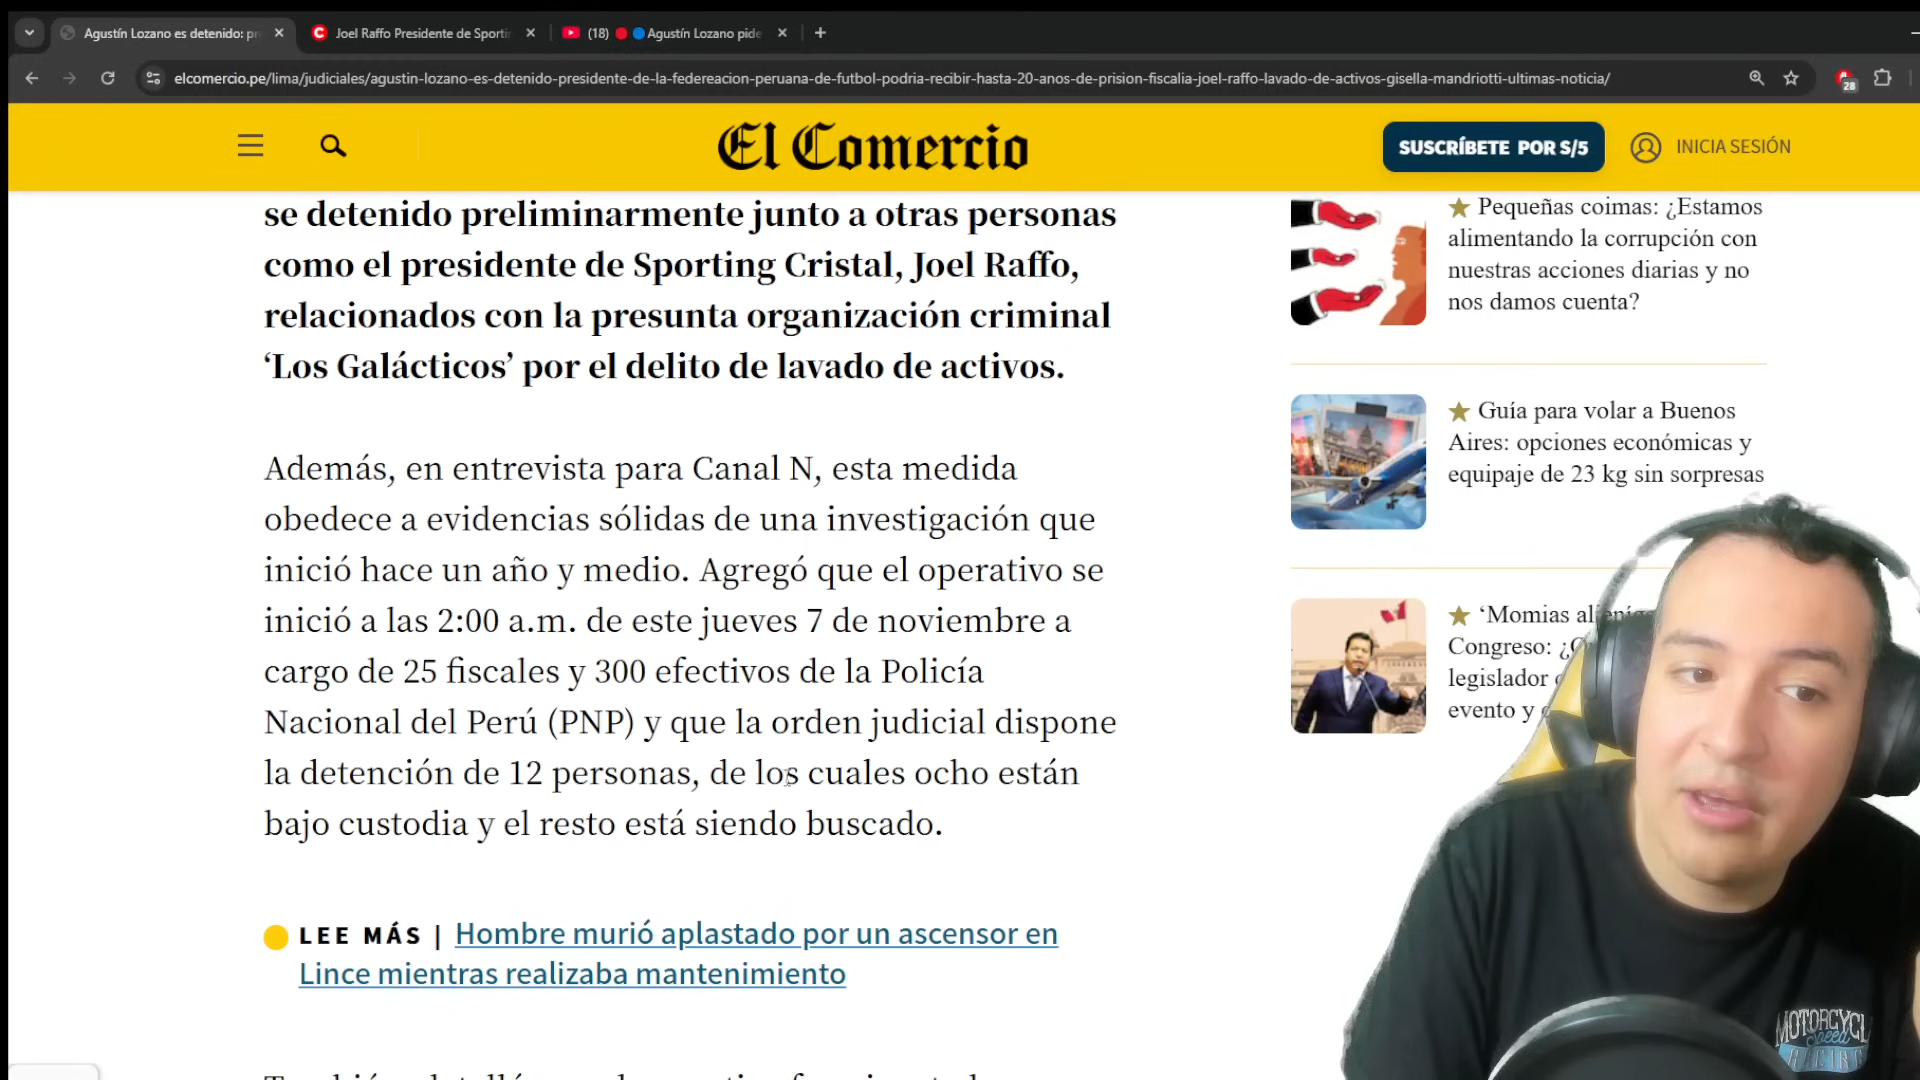 Agustín Lozano es detenido: pr
Joel Raffo Presidente de Sporti
(18) Agustín Lozano pide
elcomercio.pe/lima/judiciales/agustin-lozano-es-detenido-presidente-de-la-federeacion-peruana-de-futbol-podria-recibir-hasta-20-anos-de-prision-fiscalia-joel-raffo-lavado-de-activos-gisella-mandriotti-ultimas-noticia/
28
El Comercio
SUSCRÍBETE POR S/5
INICIA SESIÓN
se detenido preliminarmente junto a otras personas
como el presidente de Sporting Cristal, Joel Raffo,
relacionados con la presunta organización criminal
‘Los Galácticos’ por el delito de lavado de activos.
Además, en entrevista para Canal N, esta medida
obedece a evidencias sólidas de una investigación que
inició hace un año y medio. Agregó que el operativo se
inició a las 2:00 a.m. de este jueves 7 de noviembre a
cargo de 25 fiscales y 300 efectivos de la Policía
Nacional del Perú (PNP) y que la orden judicial dispone
la detención de 12 personas, de los cuales ocho están
bajo custodia y el resto está siendo buscado.
LEE MÁS | Hombre murió aplastado por un ascensor en
Lince mientras realizaba mantenimiento
Pequeñas coimas: ¿Estamos
alimentando la corrupción con
nuestras acciones diarias y no
nos damos cuenta?
Guía para volar a Buenos
Aires: opciones económicas y
equipaje de 23 kg sin sorpresas
‘Momias
Congreso:
legislador
evento y
MOTORCYCL
Speed
RACING